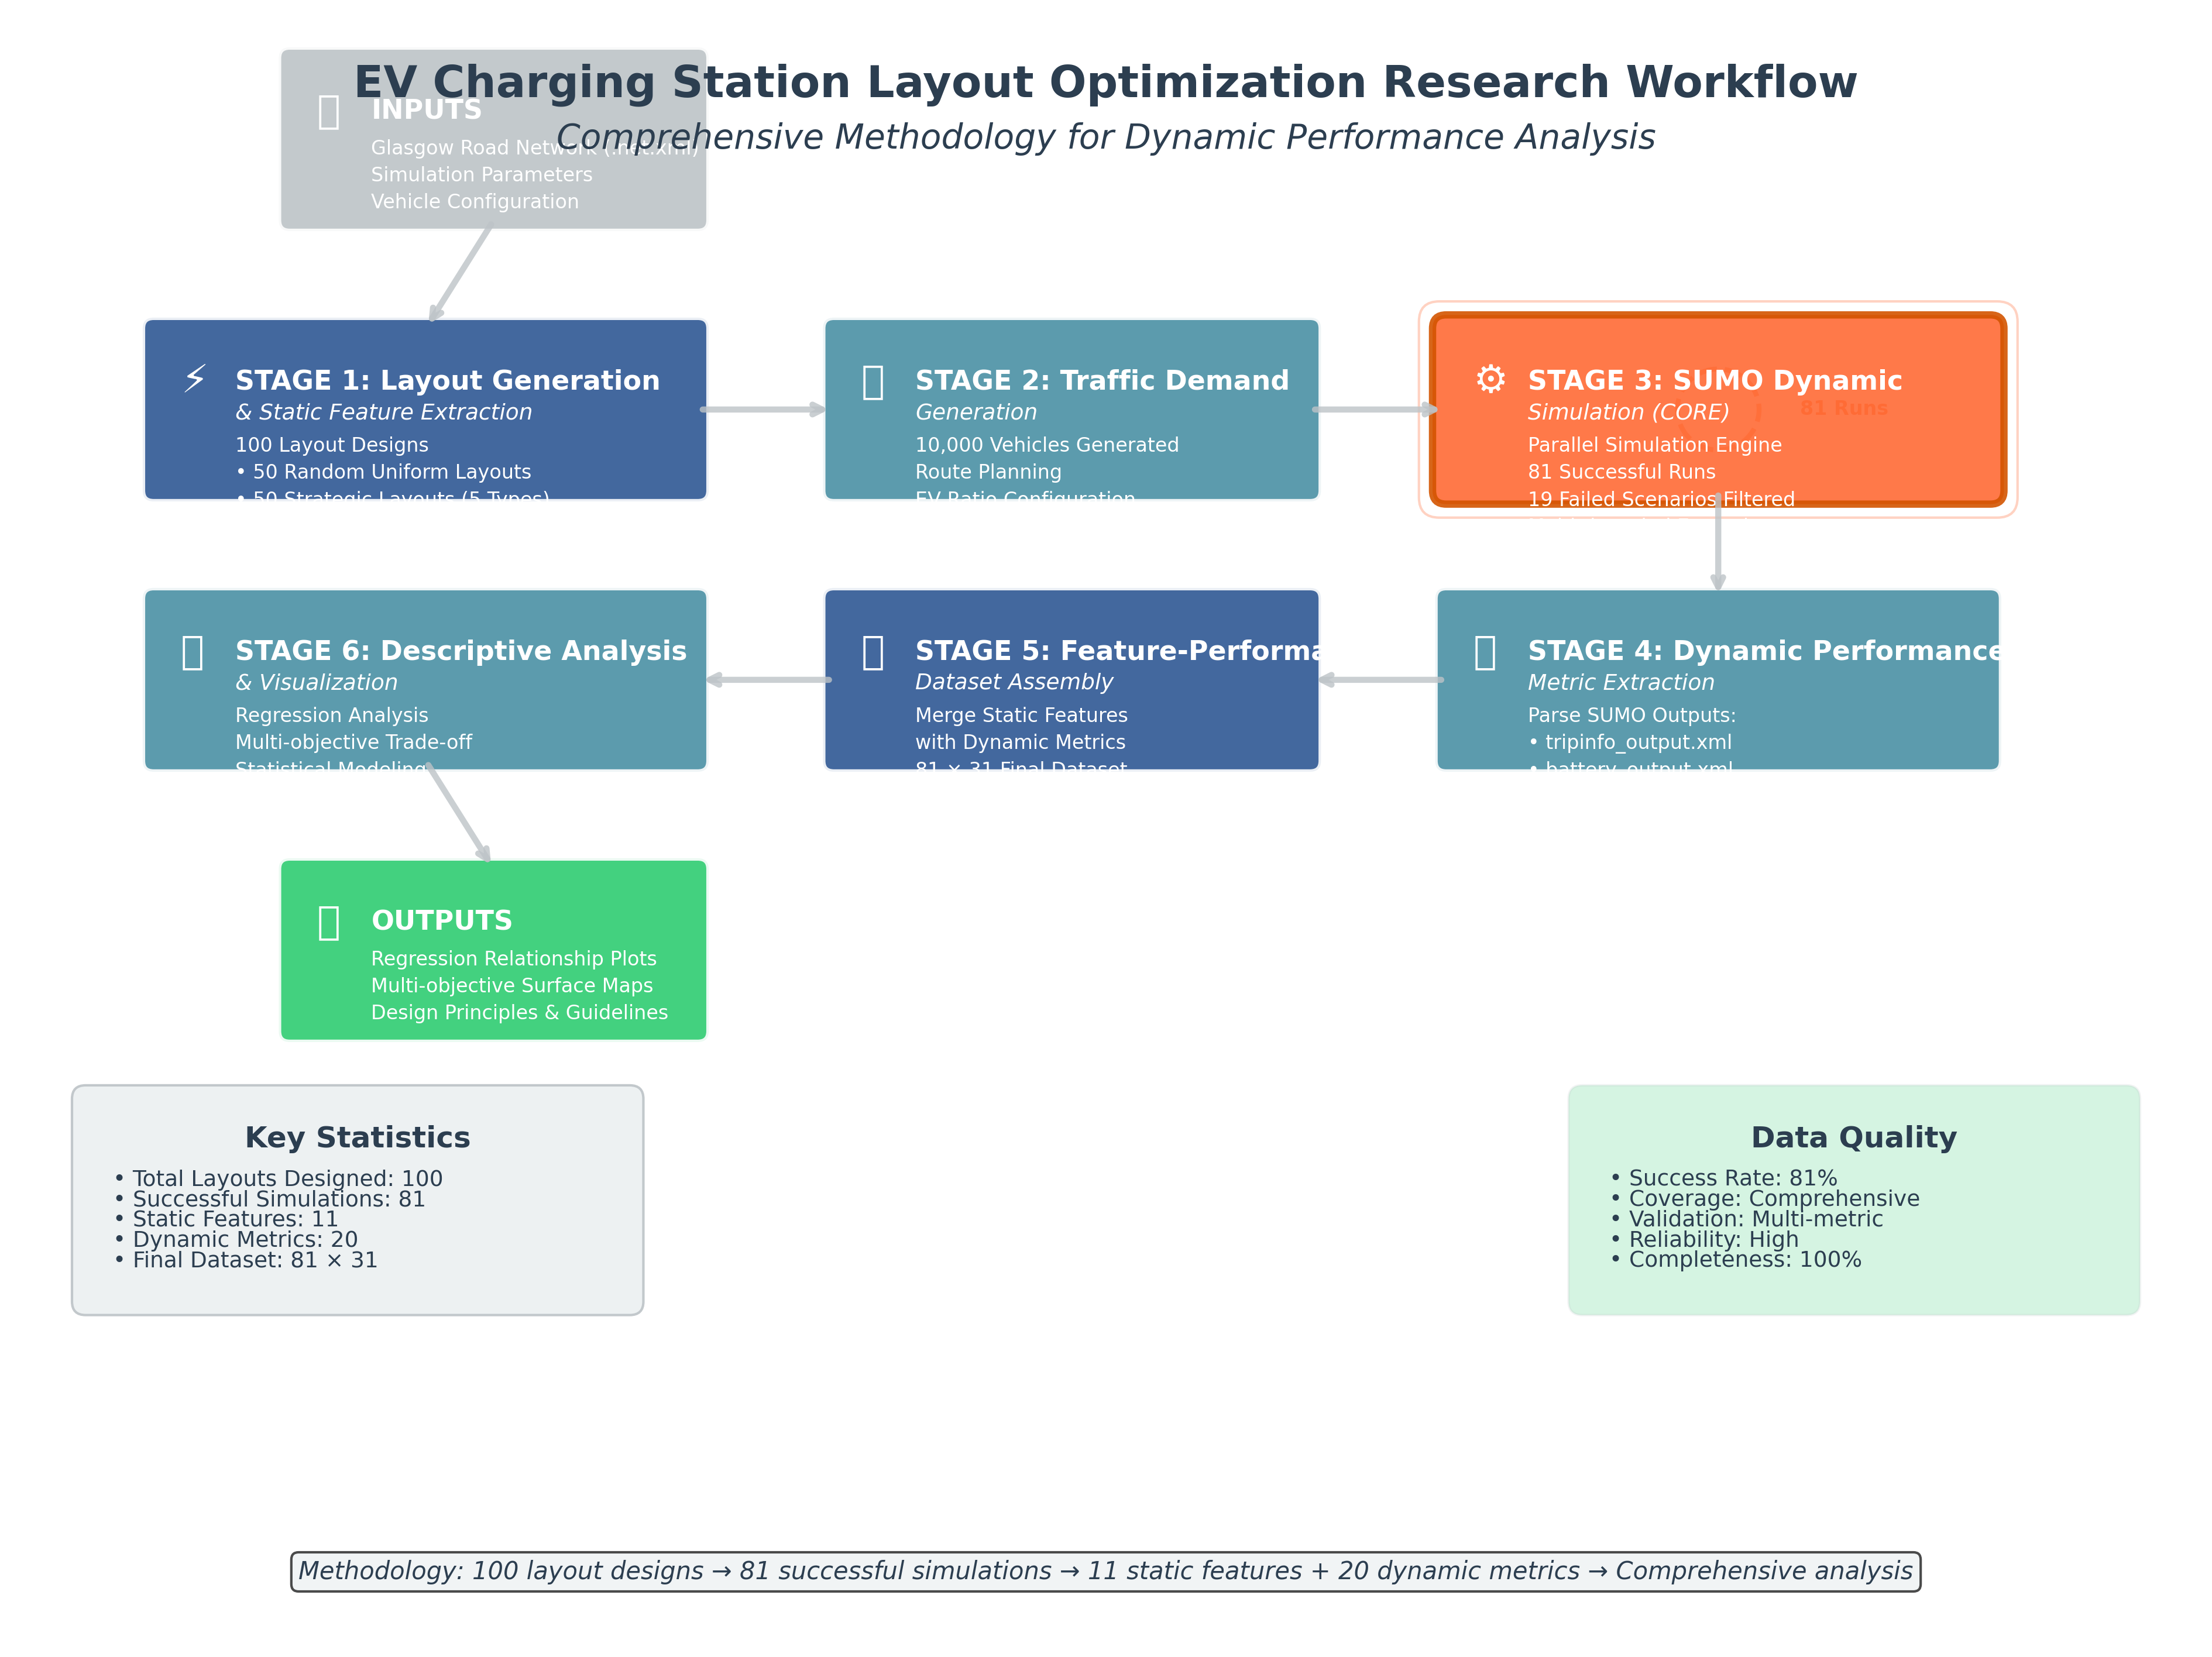 EV Charging Station Layout Optimization Research Workflow
Comprehensive Methodology for Dynamic Performance Analysis
INPUTS
Glasgow Road Network (.net.xml)
Simulation Parameters
Vehicle Configuration
⚡ STAGE 1: Layout Generation
& Static Feature Extraction
100 Layout Designs
• 50 Random Uniform Layouts
• 50 Strategic Layouts (5 Types)
STAGE 2: Traffic Demand
Generation
10,000 Vehicles Generated
Route Planning
EV Ratio Configuration
⚙ STAGE 3: SUMO Dynamic
Simulation (CORE)
81 Runs
Parallel Simulation Engine
81 Successful Runs
19 Failed Scenarios Filtered
STAGE 6: Descriptive Analysis
& Visualization
Regression Analysis
Multi-objective Trade-off
Statistical Modeling
STAGE 5: Feature-Performa
Dataset Assembly
Merge Static Features
with Dynamic Metrics
81 × 31 Final Dataset
STAGE 4: Dynamic Performance
Metric Extraction
Parse SUMO Outputs:
• tripinfo_output.xml
• battery_output.xml
OUTPUTS
Regression Relationship Plots
Multi-objective Surface Maps
Design Principles & Guidelines
Key Statistics
• Total Layouts Designed: 100
• Successful Simulations: 81
• Static Features: 11
• Dynamic Metrics: 20
• Final Dataset: 81 × 31
Data Quality
• Success Rate: 81%
• Coverage: Comprehensive
• Validation: Multi-metric
• Reliability: High
• Completeness: 100%
Methodology: 100 layout designs → 81 successful simulations → 11 static features + 20 dynamic metrics → Comprehensive analysis